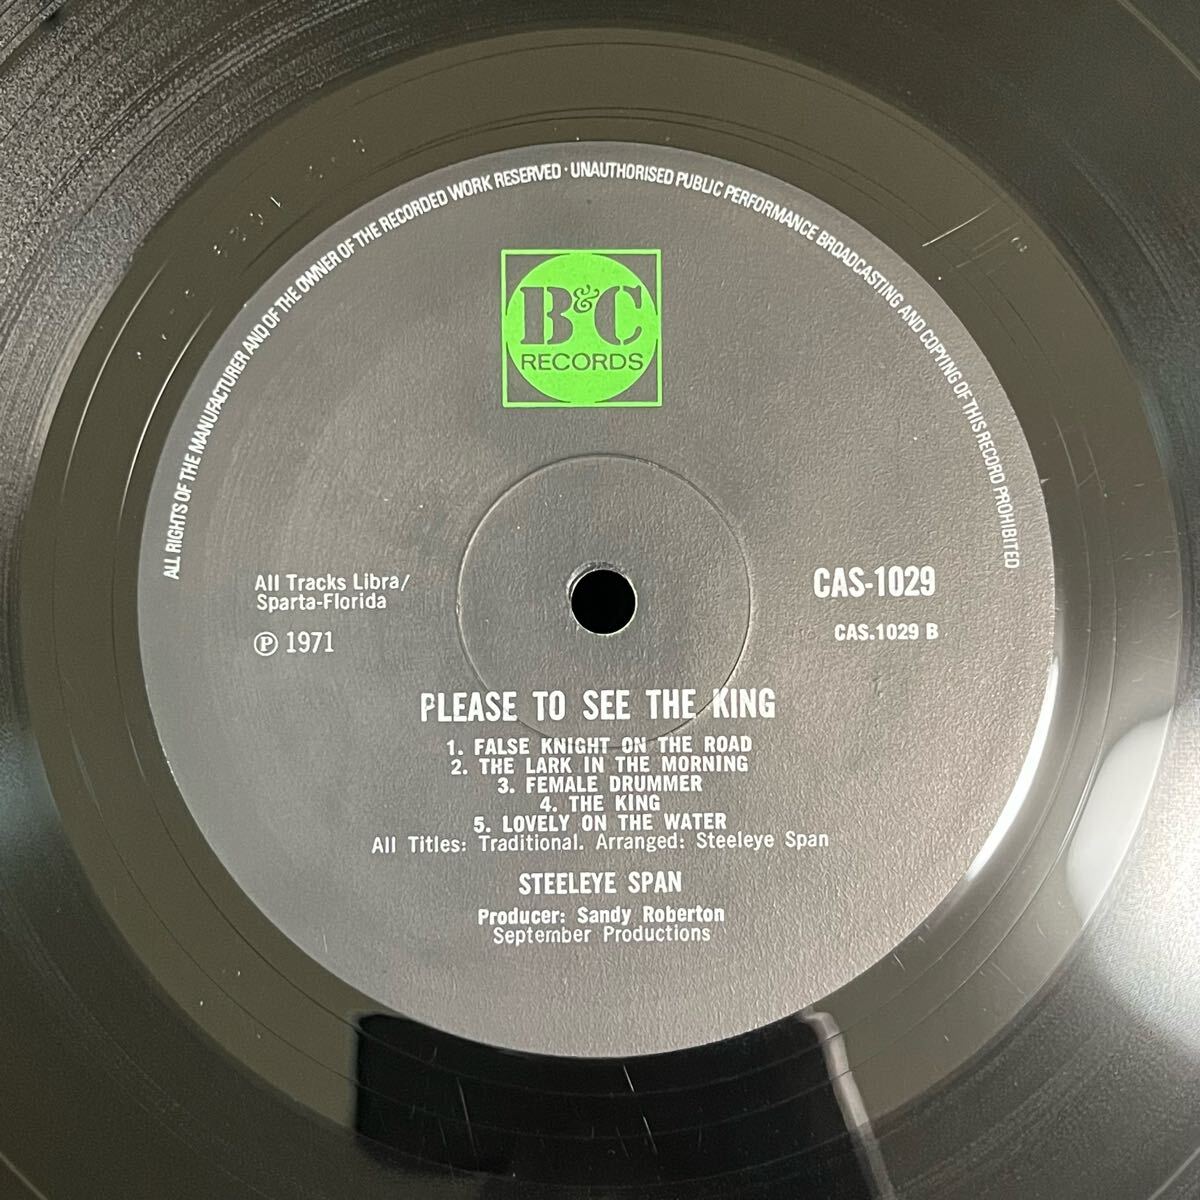 ALL RIGHTS OF THE MANUFACTURER AND OF THE OWNER OF THE RECORDED WORK RESERVED · UNAUTHORISED PUBLIC PERFORMANCE BROADCASTING AND COPYING OF THIS RECORD PROHIBITED
B&C
RECORDS
All Tracks Libra/
Sparta-Florida
℗ 1971
CAS-1029
CAS.1029 B
PLEASE TO SEE THE KING
1. FALSE KNIGHT ON THE ROAD
2. THE LARK IN THE MORNING
3. FEMALE DRUMMER
4. THE KING
5. LOVELY ON THE WATER
All Titles: Traditional. Arranged: Steeleye Span
STEELEYE SPAN
Producer: Sandy Roberton
September Productions